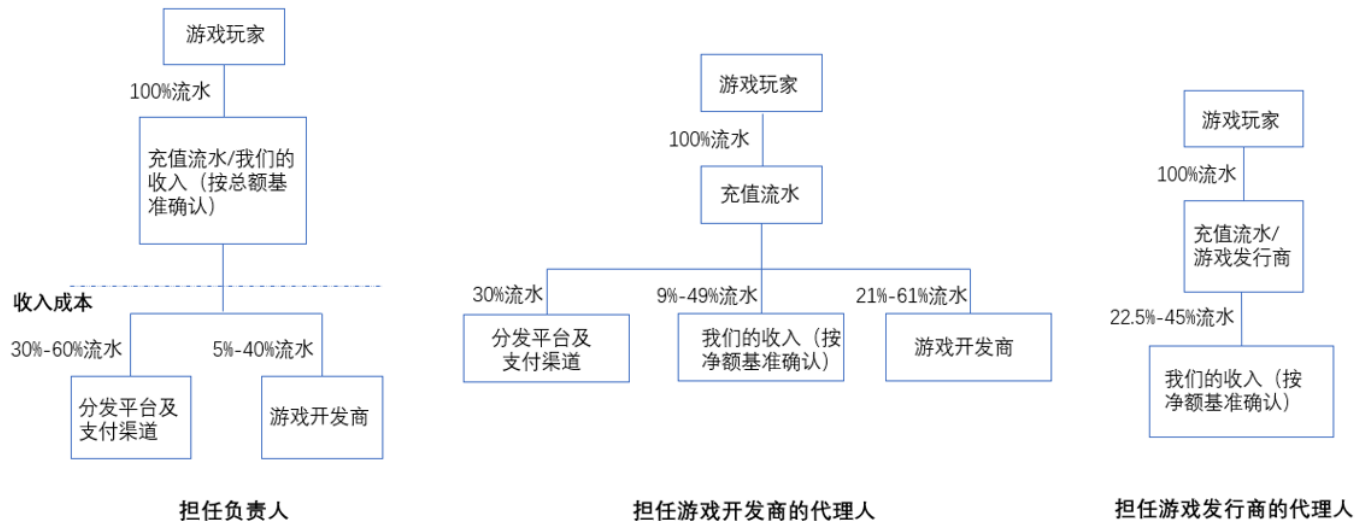 游戏玩家
100%流水
充值流水/我们的
收入（按总额基
准确认）
收入成本
30%-60%流水
5%-40%流水
分发平台及
支付渠道
游戏开发商
担任负责人
游戏玩家
100%流水
充值流水
30%流水
9%-49%流水
21%-61%流水
分发平台及
支付渠道
我们的收入（按
净额基准确认）
游戏开发商
担任游戏开发商的代理人
游戏玩家
100%流水
充值流水/
游戏发行商
22.5%-45%流水
我们的收入（按
净额基准确认）
担任游戏发行商的代理人